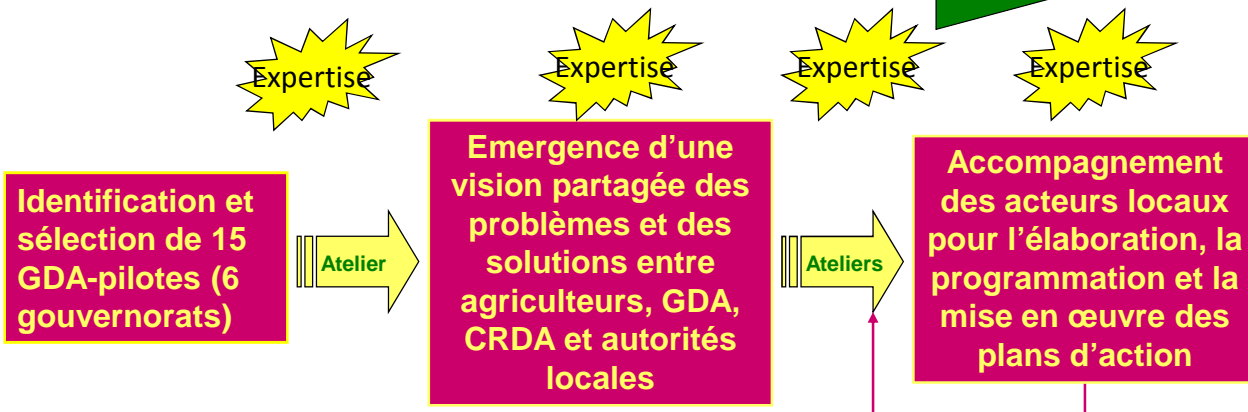 Expertise
Expertise
Expertise
Expertise
Identification et
sélection de 15
GDA-pilotes (6
gouvernorats)
Atelier
Emergence d’une
vision partagée des
problèmes et des
solutions entre
agriculteurs, GDA,
CRDA et autorités
locales
Ateliers
Accompagnement
des acteurs locaux
pour l’élaboration, la
programmation et la
mise en œuvre des
plans d’action